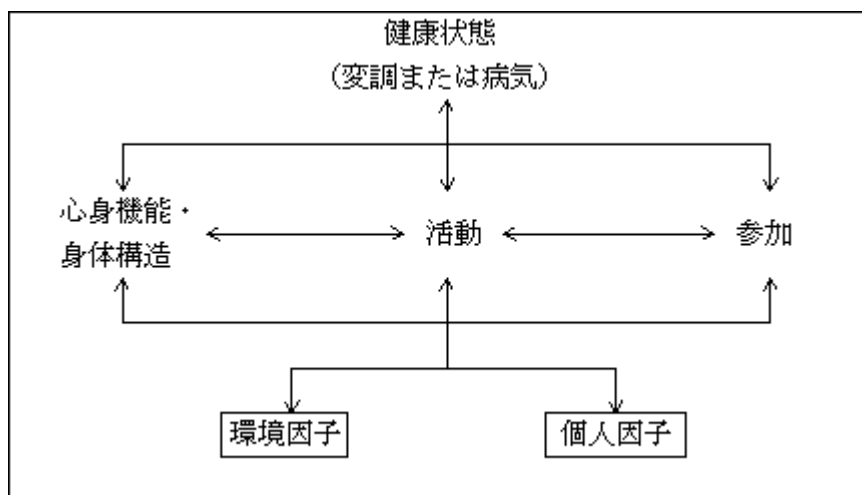 健康状態
(変調または病気)
心身機能・
身体構造
活動
参加
環境因子
個人因子